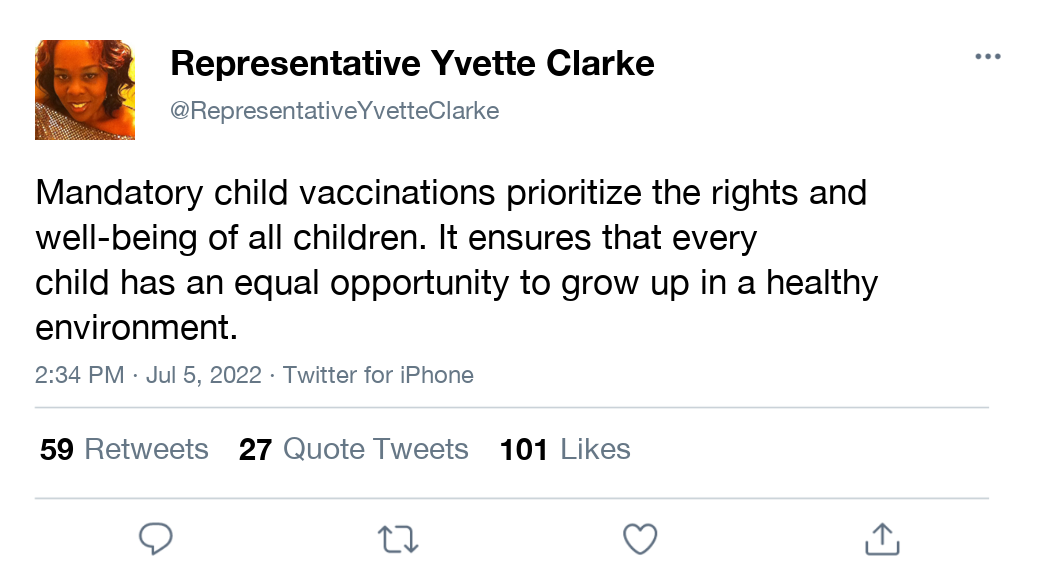 Representative Yvette Clarke
@RepresentativeYvetteClarke
Mandatory child vaccinations prioritize the rights and
well-being of all children. It ensures that every
child has an equal opportunity to grow up in a healthy
environment.
2:34 PM · Jul 5, 2022 · Twitter for iPhone
59 Retweets 27 Quote Tweets 101 Likes